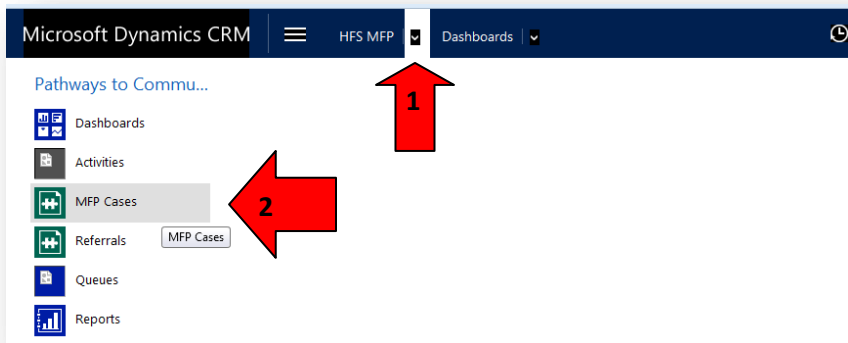 Microsoft Dynamics CRM HFS MFP Dashboards
1
Pathways to Commu...
Dashboards
Activities
MFP Cases
2
Referrals
MFP Cases
Queues
Reports